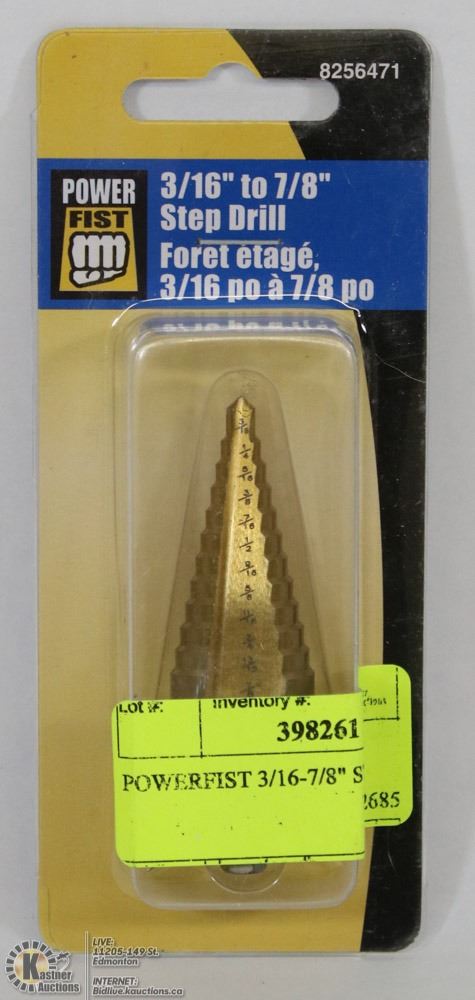 8256471
POWER
FIST
3/16" to 7/8"
Step Drill
Foret etagé,
3/16 po à 7/8 po
Lot #:
Inventory #:
398261
POWERFIST 3/16-7/8" S
2685
Kastner
Auctions
LIVE:
11205-149 St.
Edmonton
INTERNET:
Bidlive.kauctions.ca